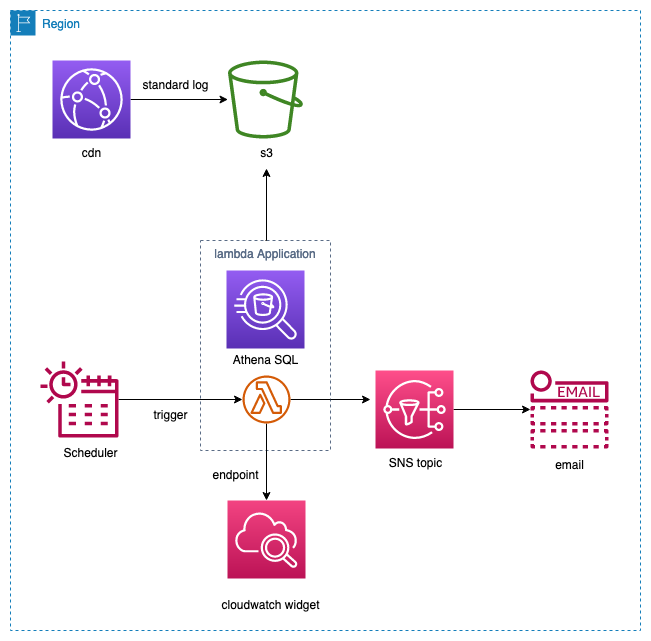 Region
standard log
cdn
s3
lambda Application
Athena SQL
EMAIL
trigger
Scheduler
SNS topic
email
endpoint
cloudwatch widget